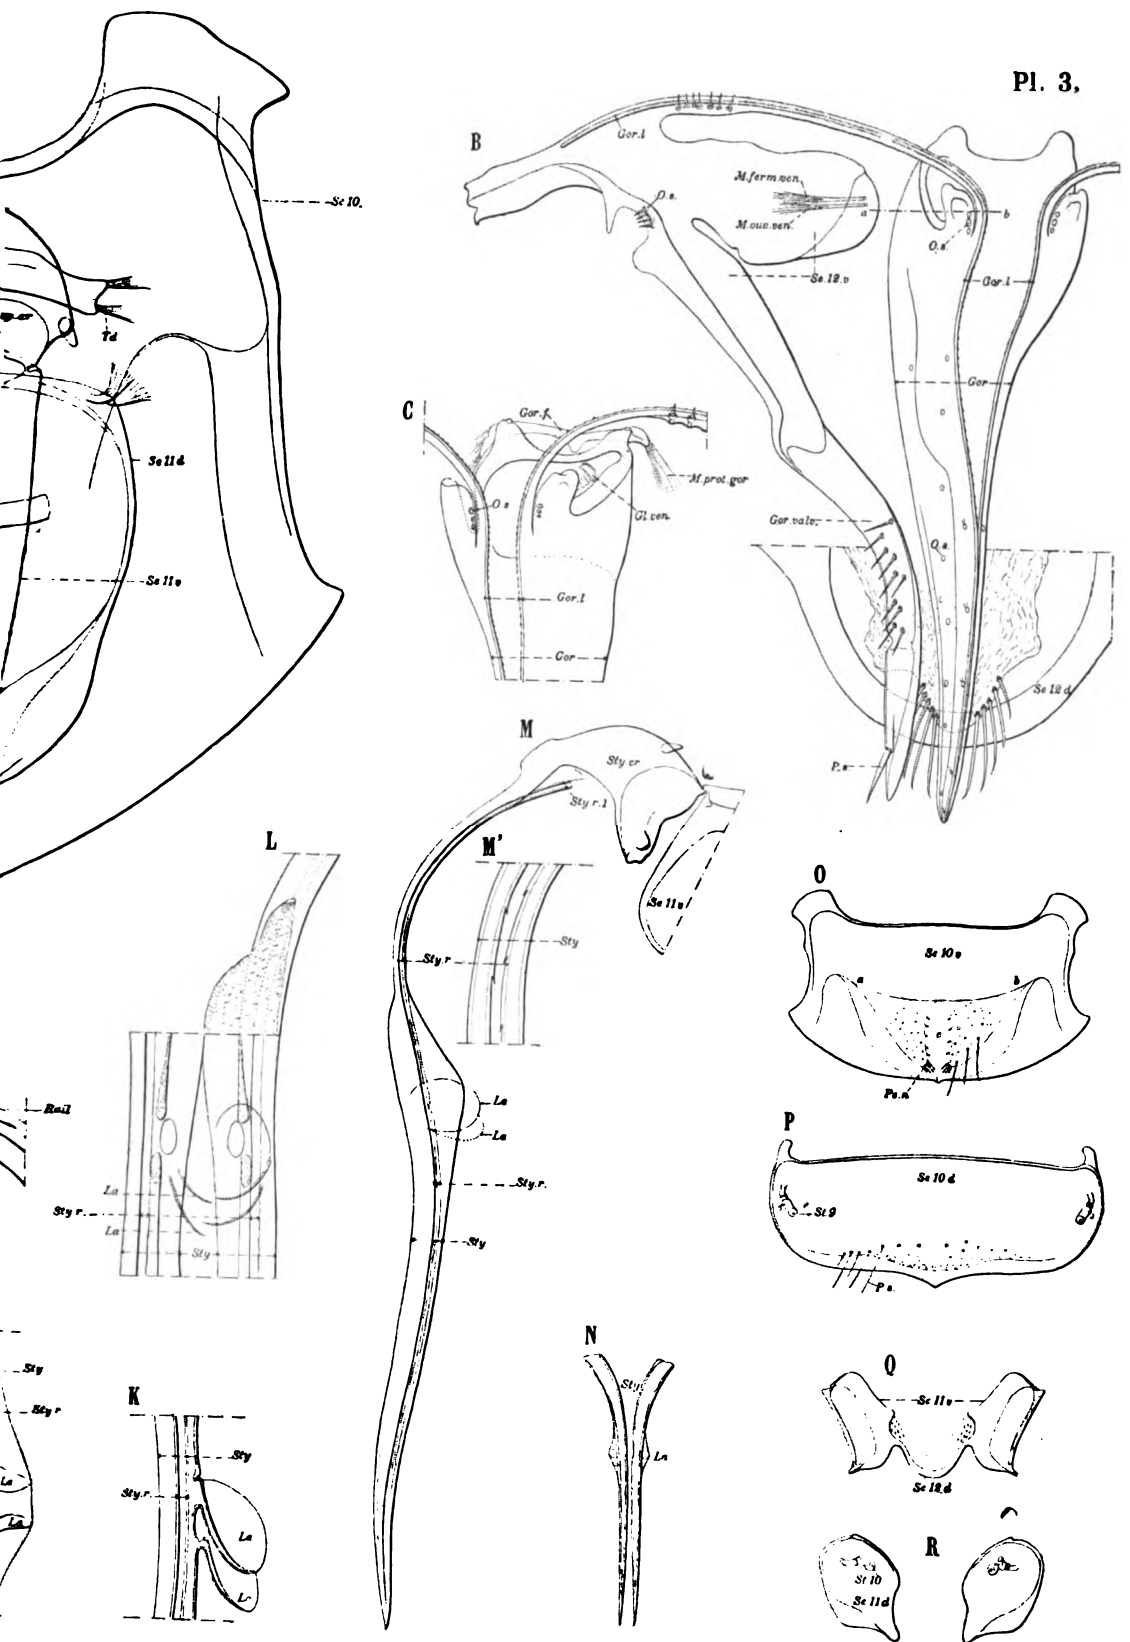 Pl. 3.
B
Gor.l
Sc 10.
M.ferm.ven.
O.s.
a
b
M.ouv.ven.
O.s.
Sc.12.v
Gor.l
Td
Gor
C
Gor.f.
Sc 11 d
M.prot.gor
O.s
Gl.ven.
Gor.valv.
O.s.
Sc 11 v
Gor.l
Gor
Sc 12 d
M
Sty cr
P.s
Sty r.l
L
M'
O
Sc 11 v
Sty
Sc 10 v
Sty.r
a
b
c
Po.n
La
Rail
P
La
Sc 10 d
Sty.r.
La
St 9
Sty r.
La
Sty
Sty
P s.
N
Sty
Q
K
Sty
Sc 11 v
Sty r
Sty
La
La
Sty.r
Sc 12 d
La
La
R
St 10
Sc 11 d